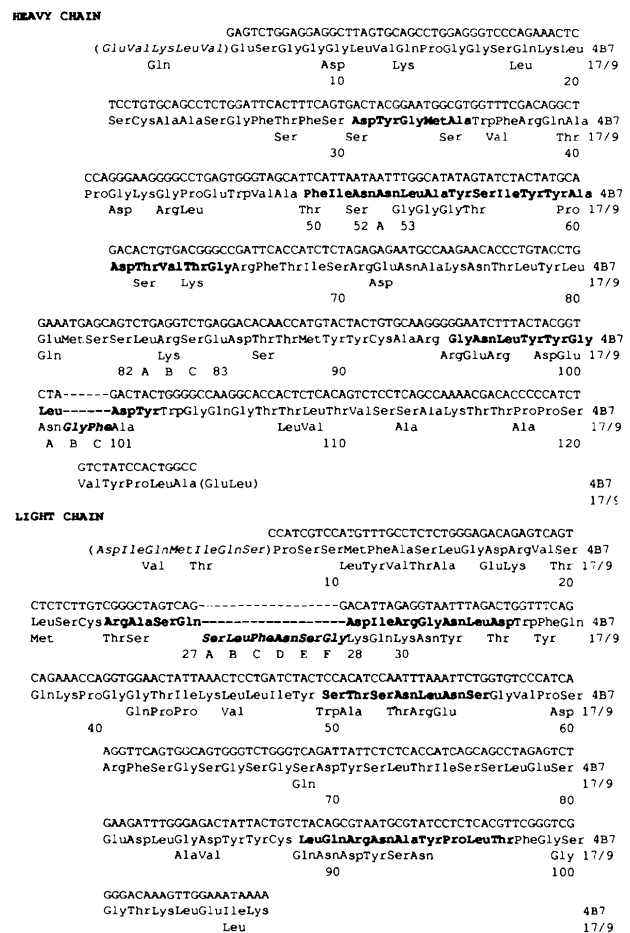 HEAVY CHAIN
GAGTCTGGAGGAGGCTTAGTGCAGCCTGGAGGGTCCCAGAAACTC
(GluValLysLeuVal)GluSerGlyGlyGlyLeuValGlnProGlyGlySerGlnLysLeu 4B7
Gln Asp Lys Leu 17/9
10 20
TCCTGTGCAGCCTCTGGATTCACTTTCAGTGACTACGGAATGGCGTGGTTTCGACAGGCT
SerCysAlaAlaSerGlyPheThrPheSer AspTyrGlyMetAlaTrpPheArgGlnAla 4B7
Ser Ser Ser Val Thr 17/9
30 40
CCAGGGAAGGGGCCTGAGTGGGTAGCATTCATTAATAATTTGGCATATAGTATCTACTATGCA
ProGlyLysGlyProGluTrpValAla PheIleAsnAsnLeuAlaTyrSerIleTyrTyrAla 4B7
Asp ArgLeu Thr Ser GlyGlyGlyThr Pro 17/9
50 52 A 53 60
GACACTGTGACGGGCCGATTCACCATCTCTAGAGAGAATGCCAAGAACACCCTGTACCTG
AspThrValThrGlyArgPheThrIleSerArgGluAsnAlaLysAsnThrLeuTyrLeu 4B7
Ser Lys Asp 17/9
70 80
GAAATGAGCAGTCTGAGGTCTGAGGACACAACCATGTACTACTGTGCAAGGGGGAATCTTTACTACGGT
GluMetSerSerLeuArgSerGluAspThrThrMetTyrTyrCysAlaArg GlyAsnLeuTyrTyrGly 4B7
Gln Lys Ser ArgGluArg AspGlu 17/9
82 A B C 83 90 100
CTA------GACTACTGGGGCCAAGGCACCACTCTCACAGTCTCCTCAGCCAAAACGACACCCCCATCT
Leu------AspTyrTrpGlyGlnGlyThrThrLeuThrValSerSerAlaLysThrThrProProSer 4B7
AsnGlyPheAla LeuVal Ala Ala 17/9
A B C 101 110 120
GTCTATCCACTGGCC
ValTyrProLeuAla(GluLeu) 4B7
17/9
LIGHT CHAIN
CCATCGTCCATGTTTGCCTCTCTGGGAGACAGAGTCAGT
(AspIleGlnMetIleGlnSer)ProSerSerMetPheAlaSerLeuGlyAspArgValSer 4B7
Val Thr LeuTyrValThrAla GluLys Thr 17/9
10 20
CTCTCTTGTCGGGCTAGTCAG------------------GACATTAGAGGTAATTTAGACTGGTTTCAG
LeuSerCysArgAlaSerGln------------------AspIleArgGlyAsnLeuAspTrpPheGln 4B7
Met ThrSer SerLeuPheAsnSerGlyLysGlnLysAsnTyr Thr Tyr 17/9
27 A B C D E F 28 30
CAGAAACCAGGTGGAACTATTAAACTCCTGATCTACTCCACATCCAATTTAAATTCTGGTGTCCCATCA
GlnLysProGlyGlyThrIleLysLeuLeuIleTyr SerThrSerAsnLeuAsnSerGlyValProSer 4B7
GlnProPro Val TrpAla ThrArgGlu Asp 17/9
40 50 60
AGGTTCAGTGGCAGTGGGTCTGGGTCAGATTATTCTCTCACCATCAGCAGCCTAGAGTCT
ArgPheSerGlySerGlySerGlySerAspTyrSerLeuThrIleSerSerLeuGluSer 4B7
Gln 17/9
70 80
GAAGATTTGGGAGACTATTACTGTCTACAGCGTAATGCGTATCCTCTCACGTTCGGGTCG
GluAspLeuGlyAspTyrTyrCys LeuGlnArgAsnAlaTyrProLeuThrPheGlySer 4B7
AlaVal GlnAsnAspTyrSerAsn Gly 17/9
90 100
GGGACAAAGTTGGAAATAAAA
GlyThrLysLeuGluIleLys 4B7
Leu 17/9